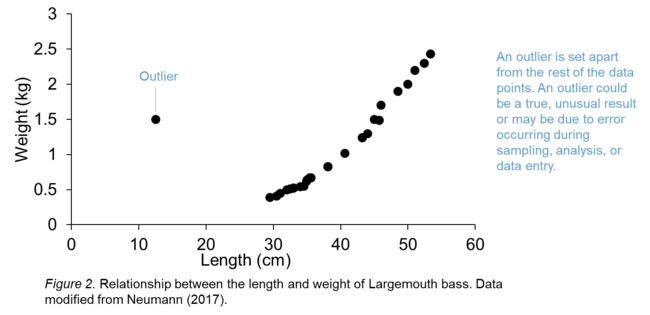 3
2.5
2
1.5
1
0.5
0
Weight (kg)
Outlier
0 10 20 30 40 50 60
Length (cm)
An outlier is set apart
from the rest of the data
points. An outlier could
be a true, unusual result
or may be due to error
occurring during
sampling, analysis, or
data entry.
Figure 2. Relationship between the length and weight of Largemouth bass. Data
modified from Neumann (2017).